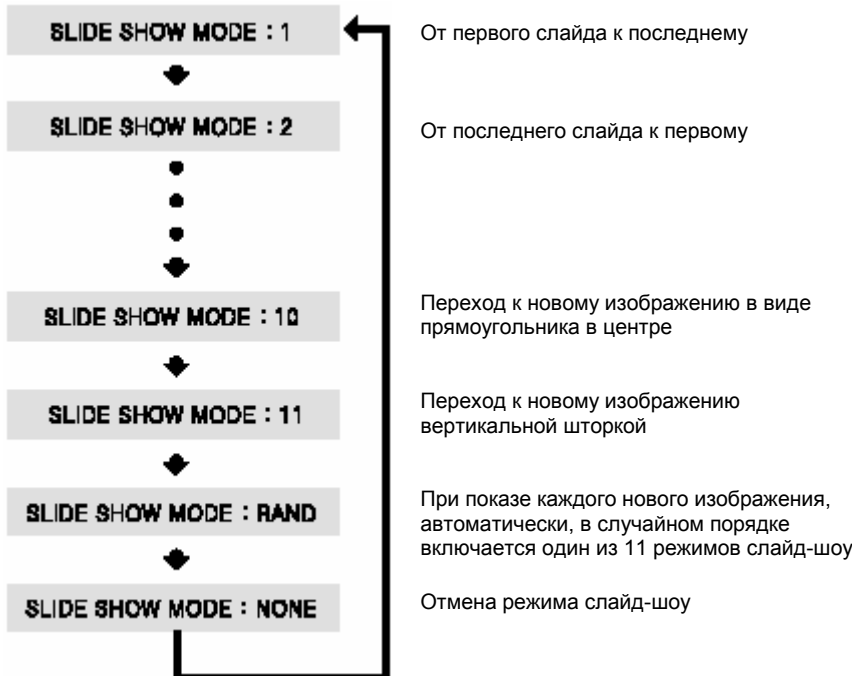 SLIDE SHOW MODE : 1
От первого слайда к последнему
SLIDE SHOW MODE : 2
От последнего слайда к первому
SLIDE SHOW MODE : 10
Переход к новому изображению в виде
прямоугольника в центре
SLIDE SHOW MODE : 11
Переход к новому изображению
вертикальной шторкой
SLIDE SHOW MODE : RAND
При показе каждого нового изображения,
автоматически, в случайном порядке
включается один из 11 режимов слайд-шоу
SLIDE SHOW MODE : NONE
Отмена режима слайд-шоу